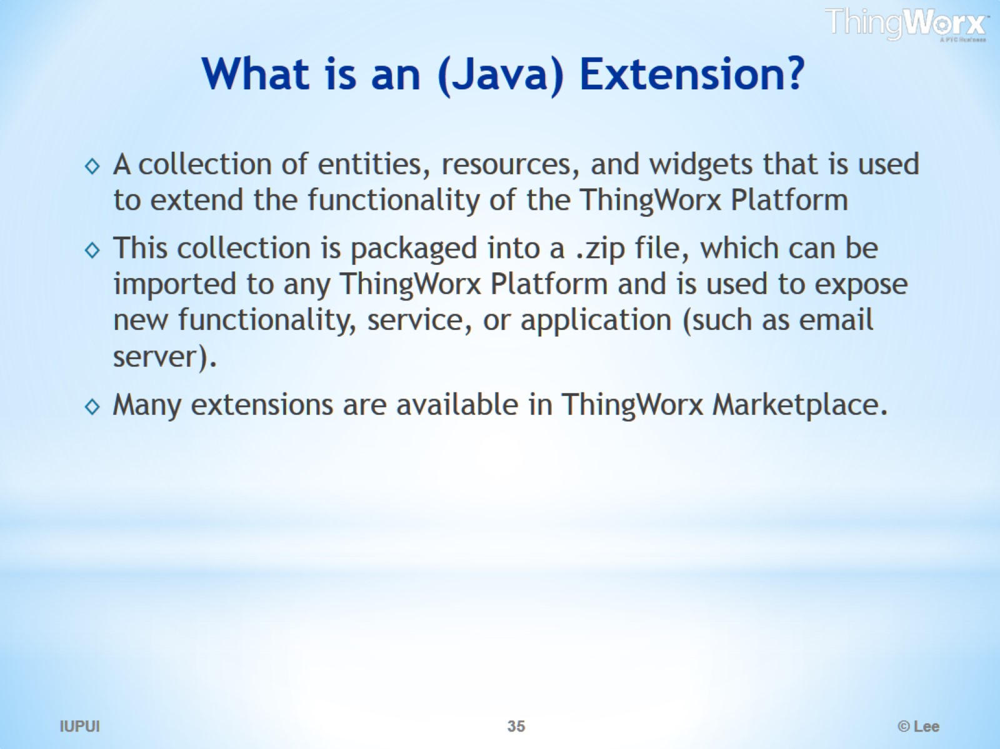 ThingWorx
A PTC Business
What is an (Java) Extension?
◇ A collection of entities, resources, and widgets that is used
to extend the functionality of the ThingWorx Platform
◇ This collection is packaged into a .zip file, which can be
imported to any ThingWorx Platform and is used to expose
new functionality, service, or application (such as email
server).
◇ Many extensions are available in ThingWorx Marketplace.
IUPUI 35 © Lee